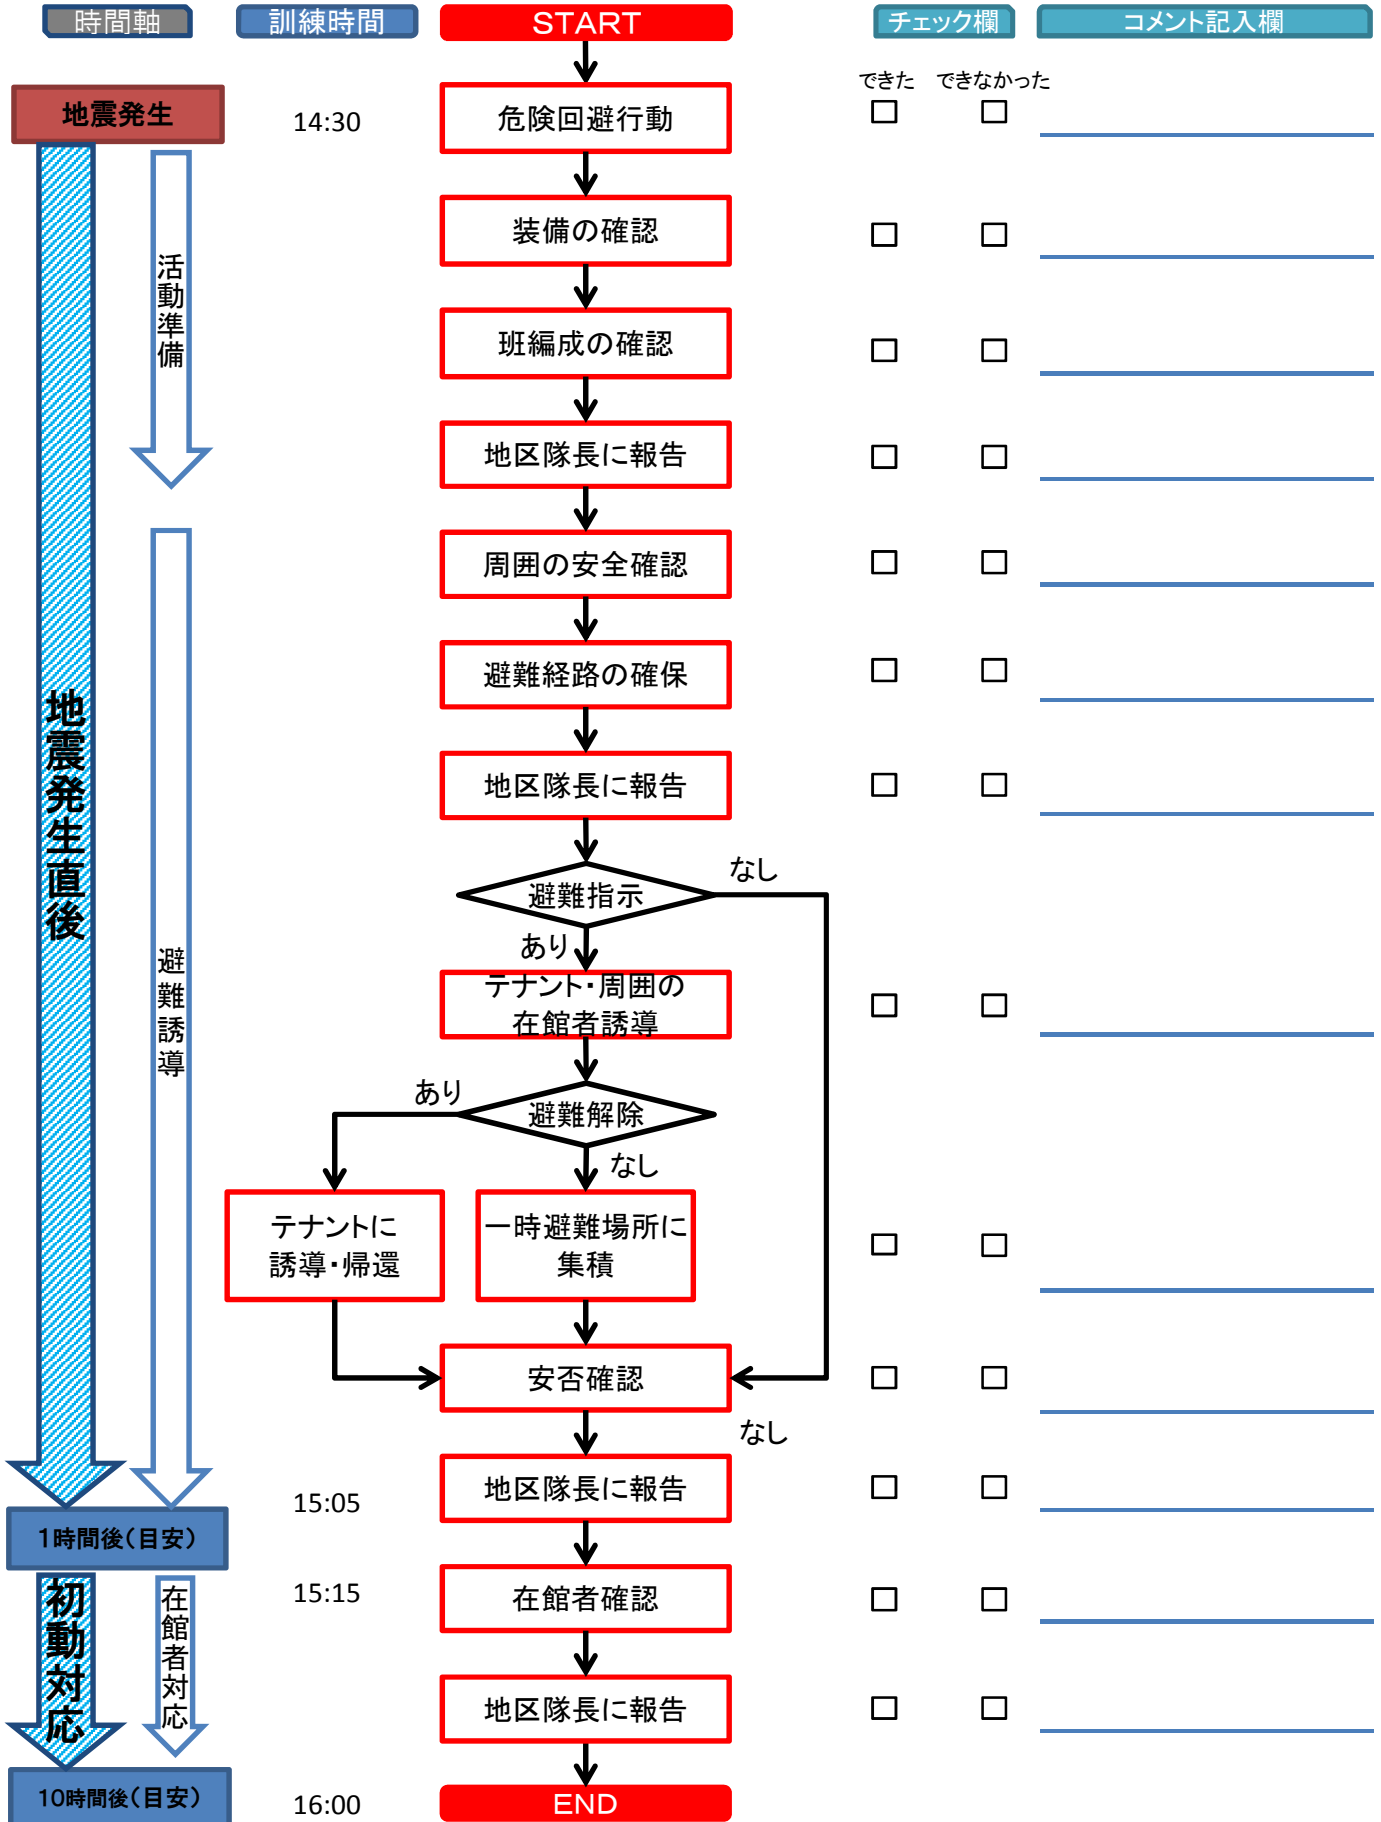 時間軸
訓練時間
START
チェック欄
コメント記入欄
できた
できなかった
地震発生
14:30
危険回避行動
装備の確認
活動準備
班編成の確認
地区隊長に報告
周囲の安全確認
避難経路の確保
地震発生直後
地区隊長に報告
避難指示
なし
あり
避難誘導
テナント・周囲の
在館者誘導
避難解除
あり
なし
テナントに
誘導・帰還
一時避難場所に
集積
安否確認
なし
地区隊長に報告
15:05
1時間後(目安)
初動対応
在館者対応
15:15
在館者確認
地区隊長に報告
10時間後(目安)
16:00
END